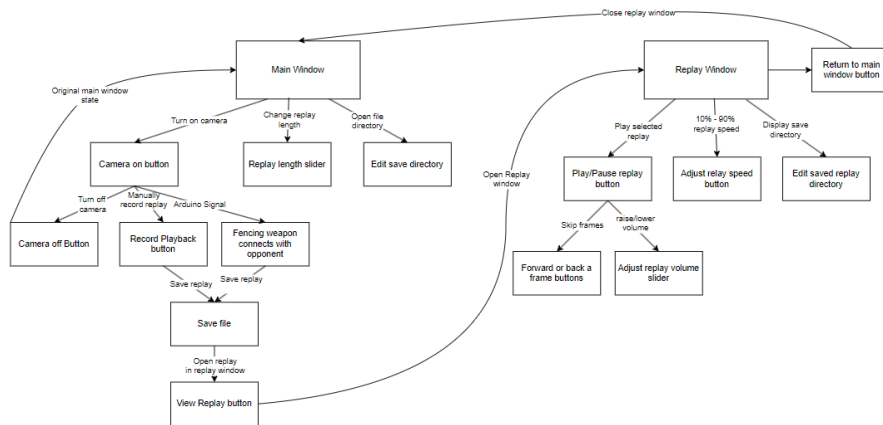 Close replay window
Main Window
Replay Window
Return to main
window button
Original main window
state
Turn on camera
Change replay
length
Open file
directory
Play selected
replay
10% - 90%
replay speed
Display save
directory
Camera on button
Replay length slider
Edit save directory
Open Replay
window
Play/Pause replay
button
Adjust relay speed
button
Edit saved replay
directory
Turn off
camera
Manually
record replay
Arduino Signal
Skip frames
raise/lower
volume
Camera off Button
Record Playback
button
Fencing weapon
connects with
opponent
Forward or back a
frame buttons
Adjust replay volume
slider
Save replay
Save replay
Save file
Open replay
in replay window
View Replay button